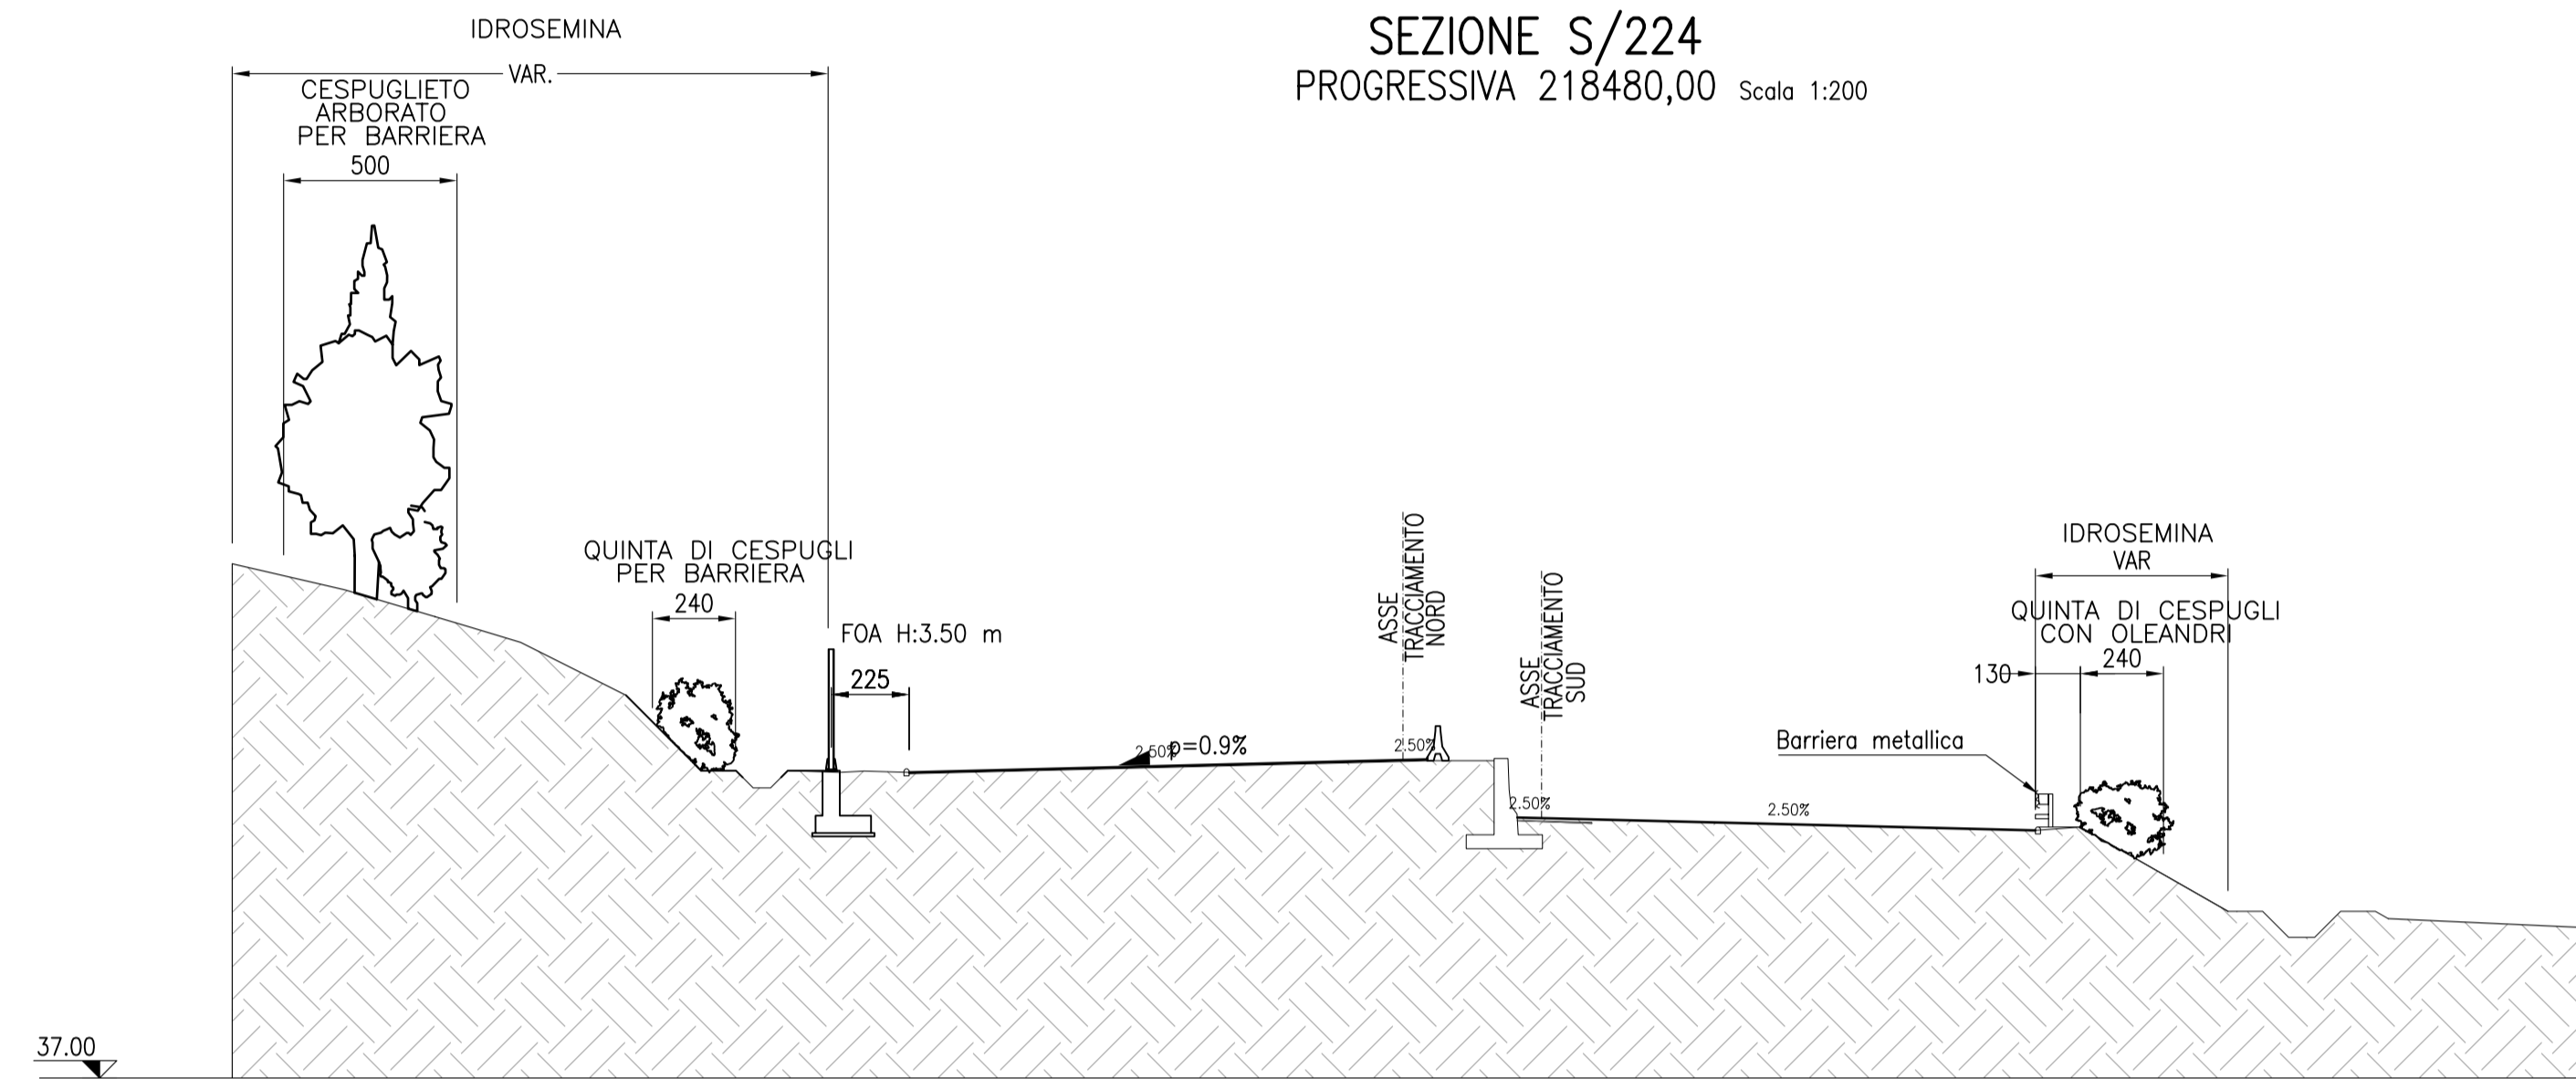 IDROSEMINA
VAR.
CESPUGLIETO
ARBORATO
PER BARRIERA
500
SEZIONE S/224
PROGRESSIVA 218480,00 Scala 1:200
QUINTA DI CESPUGLI
PER BARRIERA
240
FOA H:3.50 m
225
2.50%
p=0.9%
ASSE
TRACCIAMENTO
NORD
2.50%
ASSE
TRACCIAMENTO
SUD
2.50%
2.50%
Barriera metallica
IDROSEMINA
VAR
QUINTA DI CESPUGLI
CON OLEANDRI
130
240
37.00